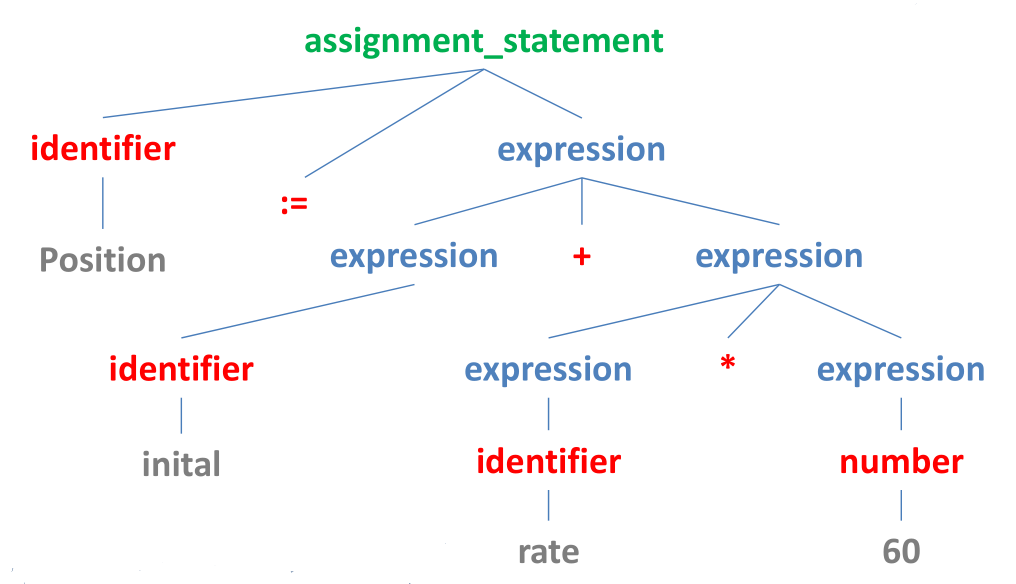 assignment_statement
identifier expression
:=
Position expression + expression
identifier expression * expression
inital identifier number
rate 60